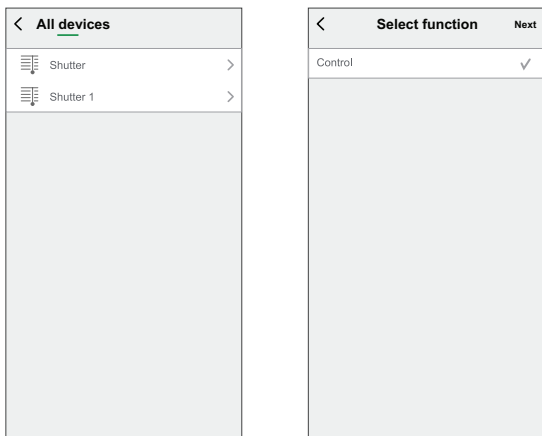 All devices
Shutter
Shutter 1
Select function
Next
Control